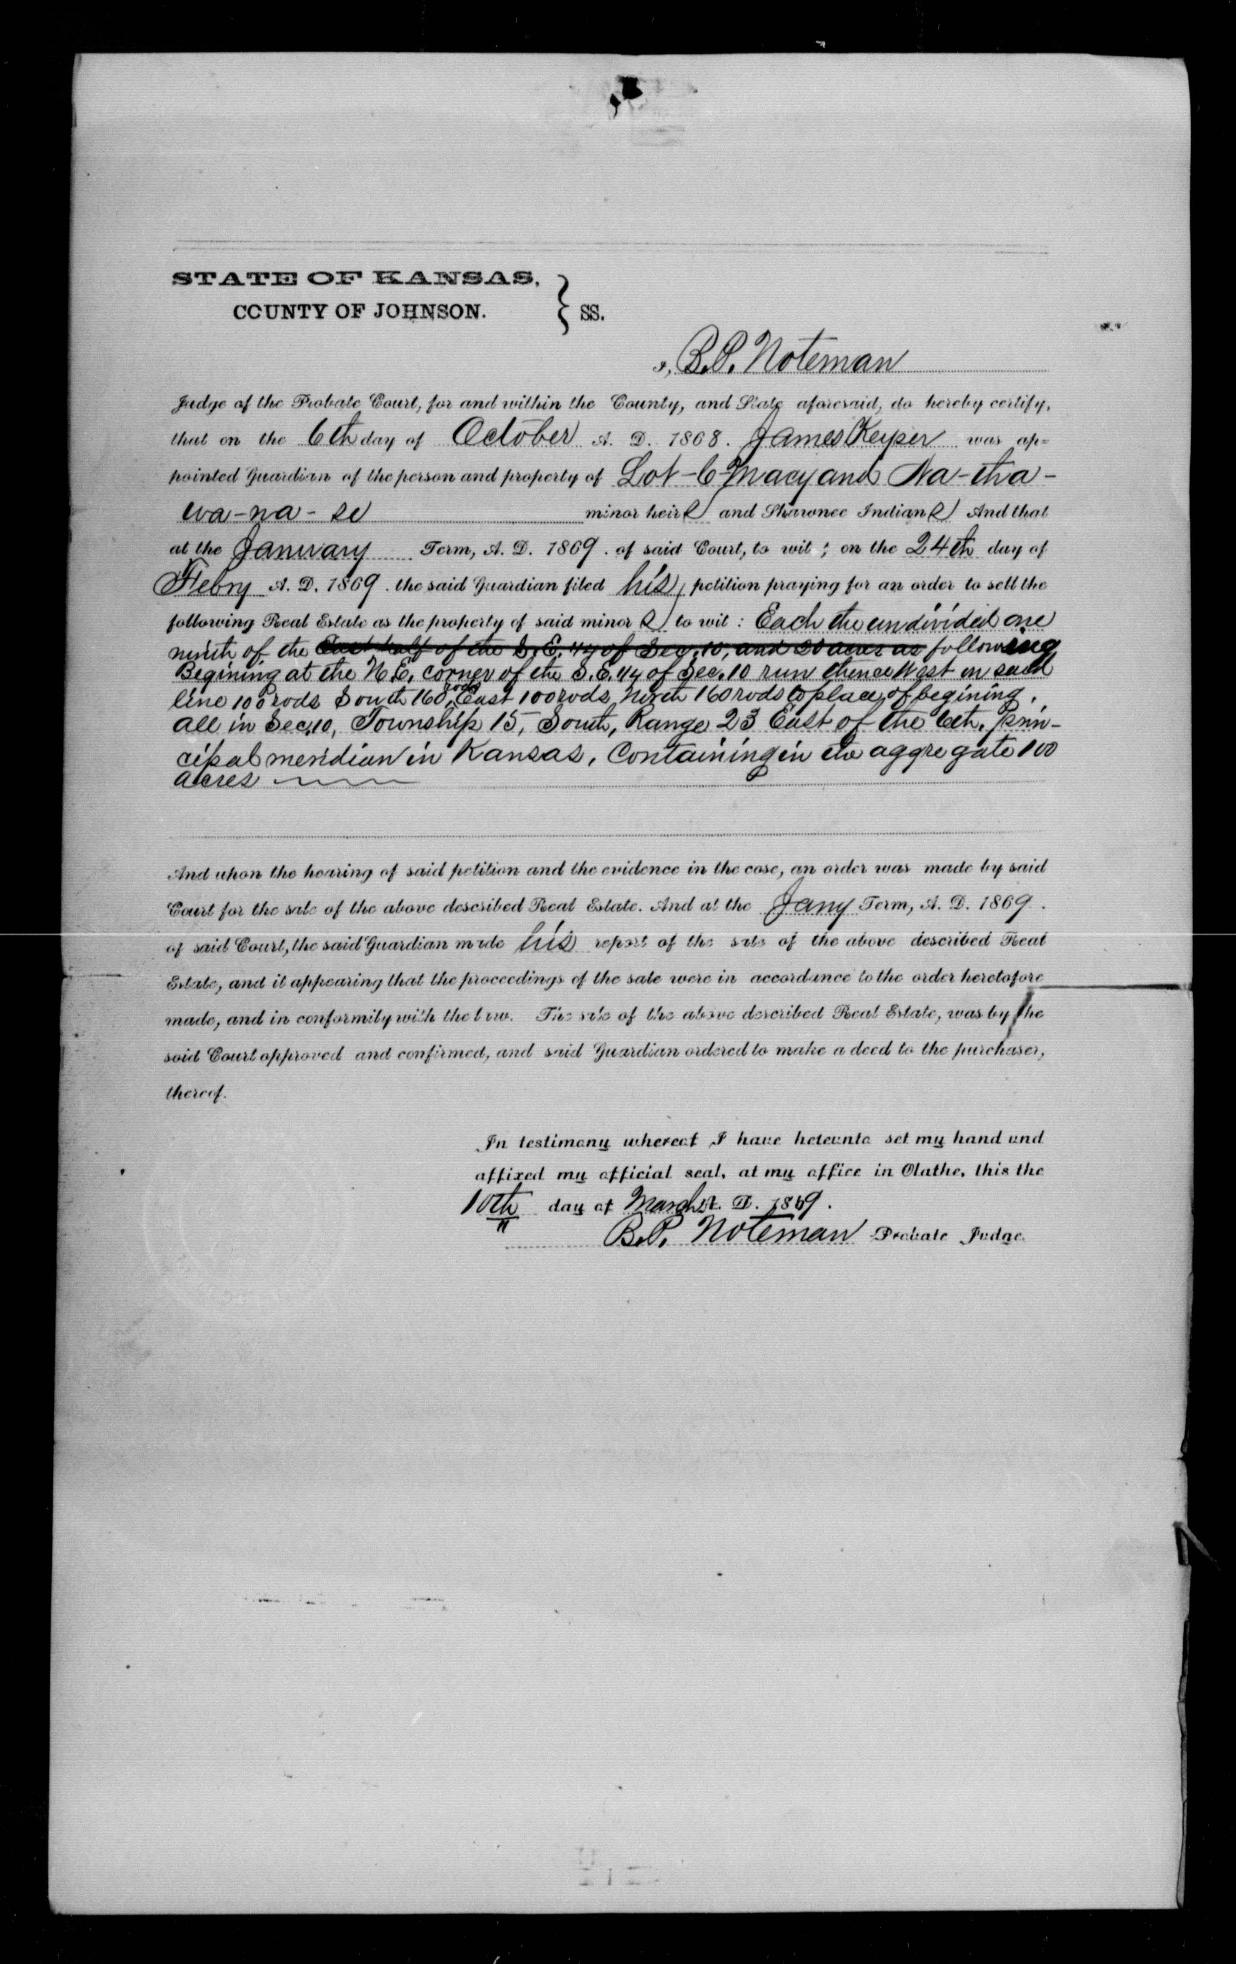 STATE OF KANSAS,
COUNTY OF JOHNSON. } SS.
I, B.P. Noteman
Judge of the Probate Court, for and within the County, and State aforesaid, do hereby certify,
that on the 6th day of October A. D. 1868. James Keyser was ap=
pointed Guardian of the person and property of Lot-C-Macy and Na-tha-
wa-na-se minor heirs and Shawnee Indians And that
at the January Term, A. D. 1869. of said Court, to wit; on the 24th day of
Febry A. D. 1869. the said Guardian filed his petition praying for an order to sell the
following Real Estate as the property of said minors to wit: Each the undivided one
ninth of the East half of the S.E. 1/4 of Sec. 10, and 20 acres as following
Begining at the N.E. corner of the S.E. 1/4 of Sec. 10 run thence West on said
line 100 rods South 160 rods, East 100 rods, North 160 rods to place of begining.
all in Sec. 10, Township 15, South, Range 23 East of the 6th. Prin-
cipal meridian in Kansas, Containing in the aggregate 100
acres
And upon the hearing of said petition and the evidence in the case, an order was made by said
Court for the sale of the above described Real Estate. And at the Jany Term, A. D. 1869.
of said Court, the said Guardian made his report of the sale of the above described Real
Estate, and it appearing that the proceedings of the sale were in accordance to the order heretofore
made, and in conformity with the law. The sale of the above described Real Estate, was by the
said Court approved and confirmed, and said Guardian ordered to make a deed to the purchaser,
thereof.
In testimony whereof I have hereunto set my hand and
affixed my official seal, at my office in Olathe, this the
10th day of March A. D. 1869.
B.P. Noteman Probate Judge.